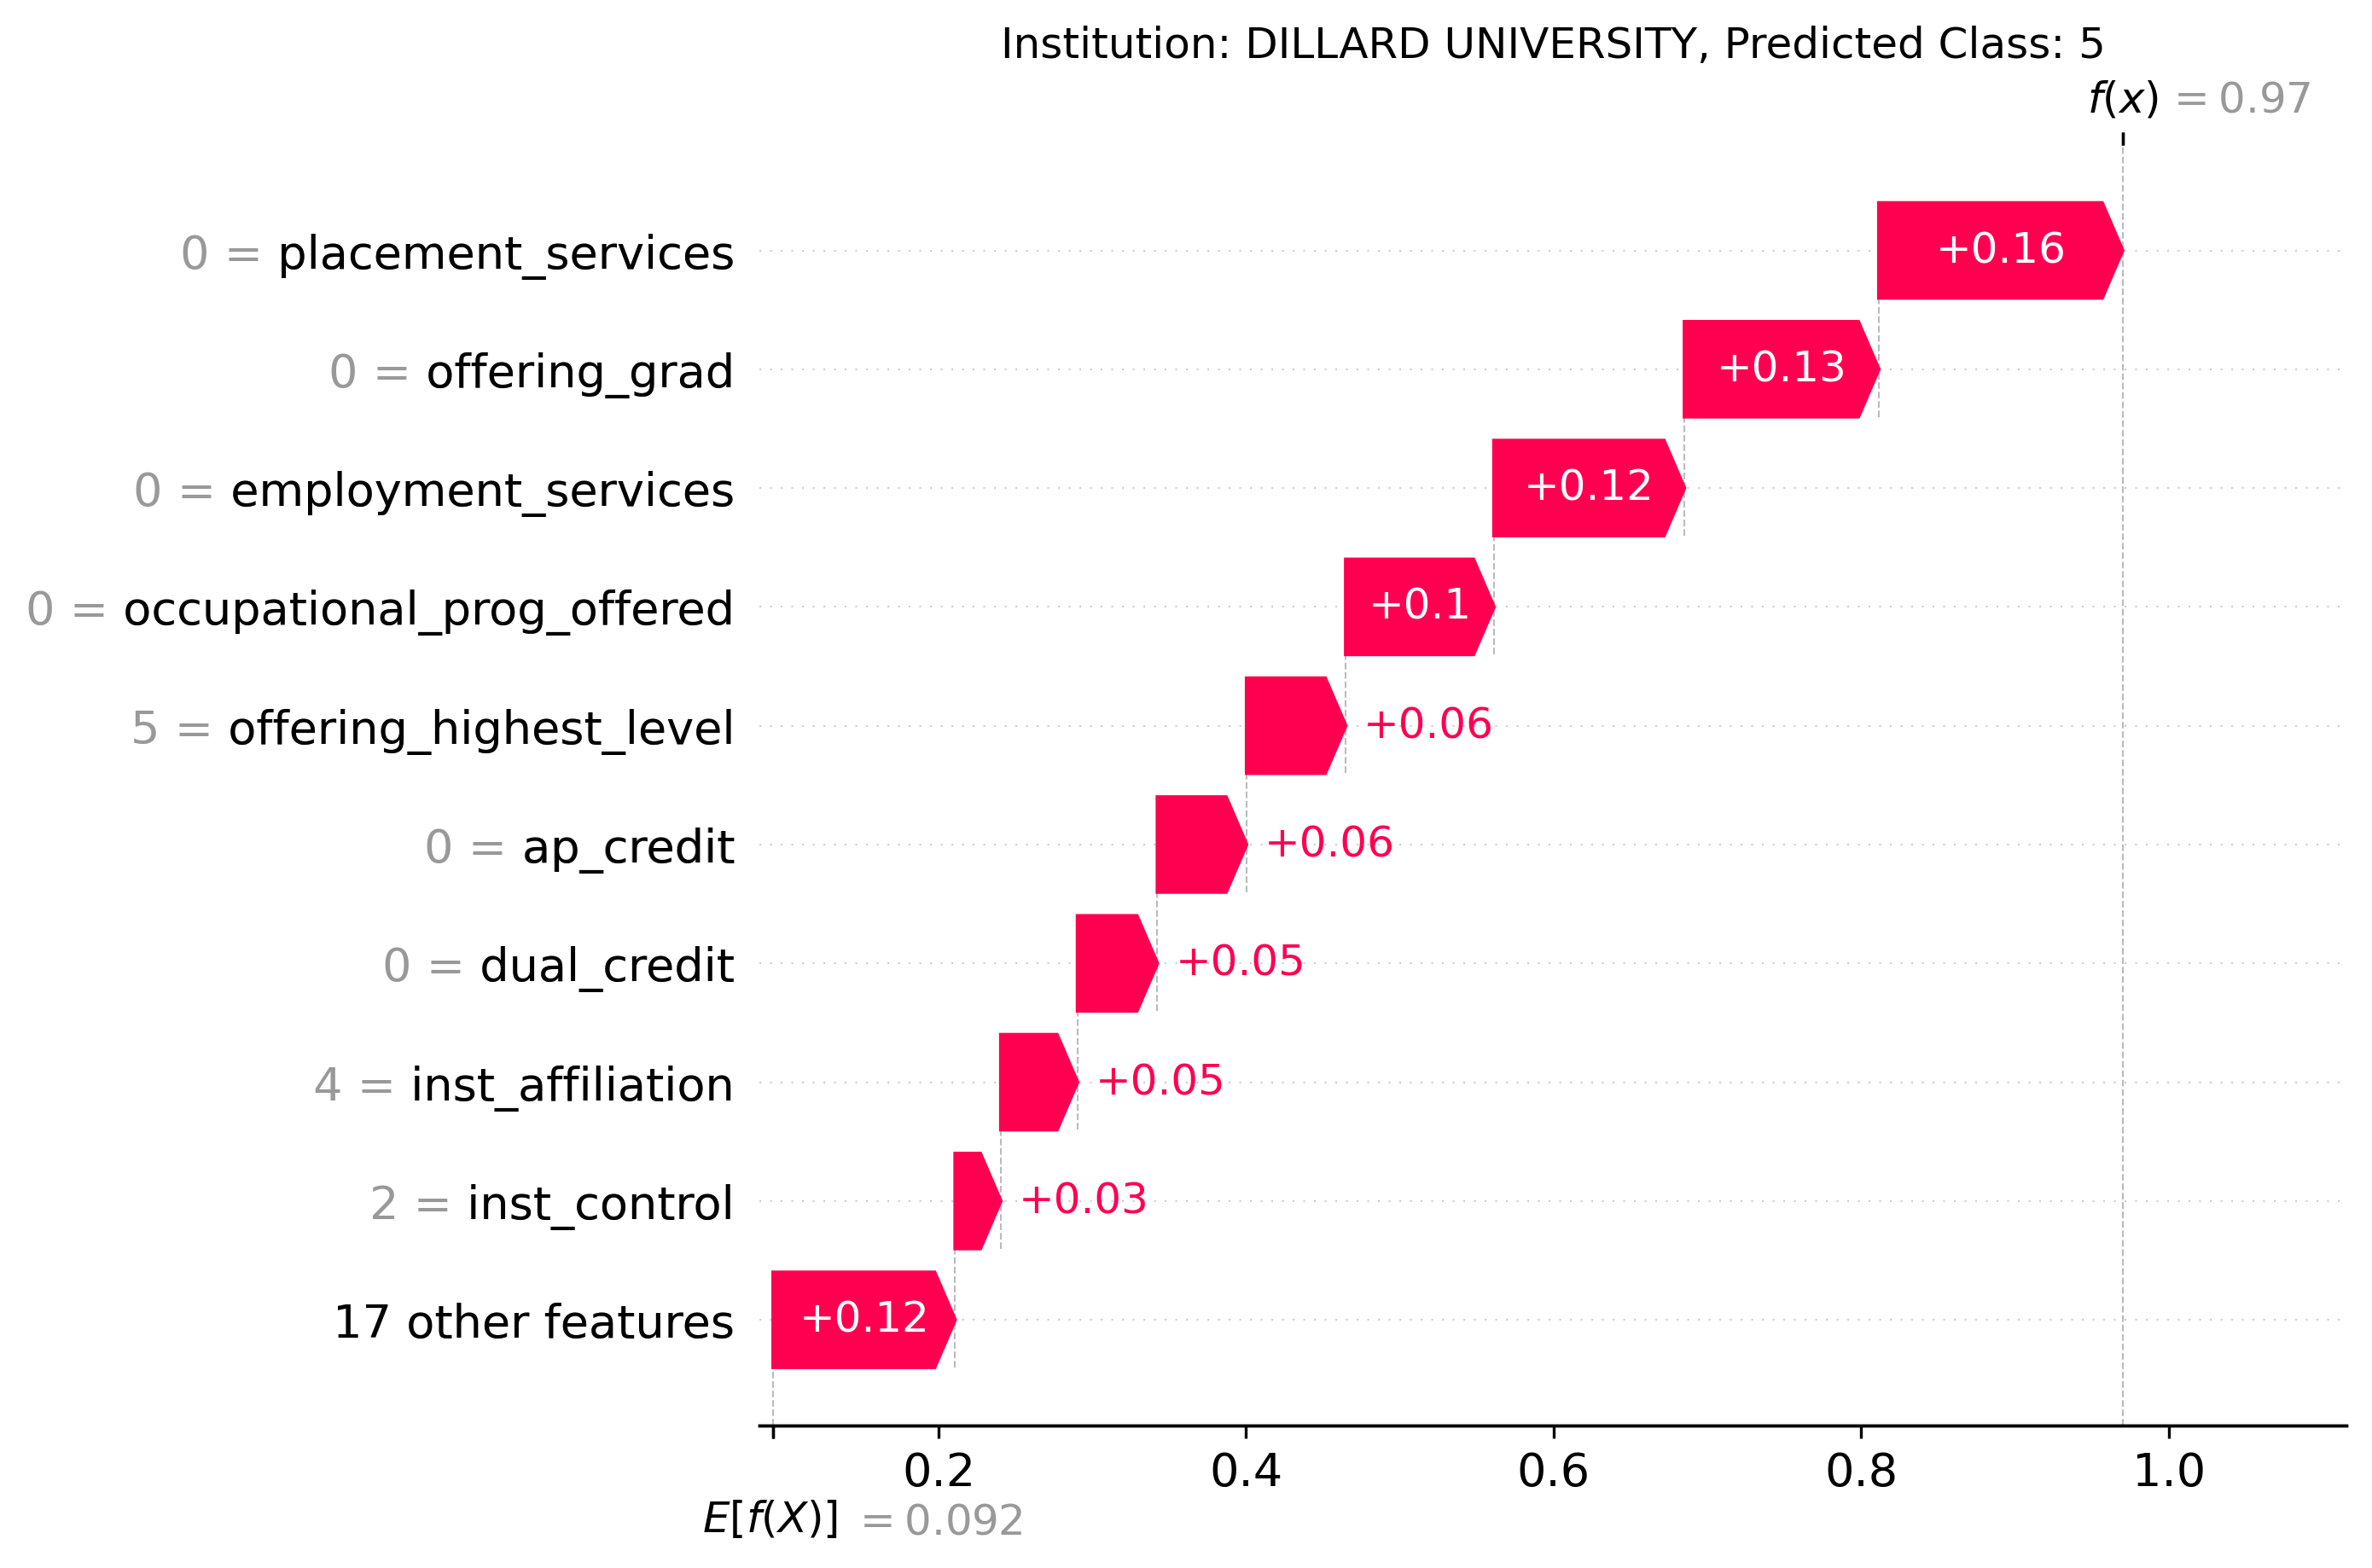 Institution: DILLARD UNIVERSITY, Predicted Class: 5
f(x) = 0.97
0 = placement_services +0.16
0 = offering_grad +0.13
0 = employment_services +0.12
0 = occupational_prog_offered +0.1
5 = offering_highest_level +0.06
0 = ap_credit +0.06
0 = dual_credit +0.05
4 = inst_affiliation +0.05
2 = inst_control +0.03
17 other features +0.12
0.2 0.4 0.6 0.8 1.0
E[f(X)] = 0.092